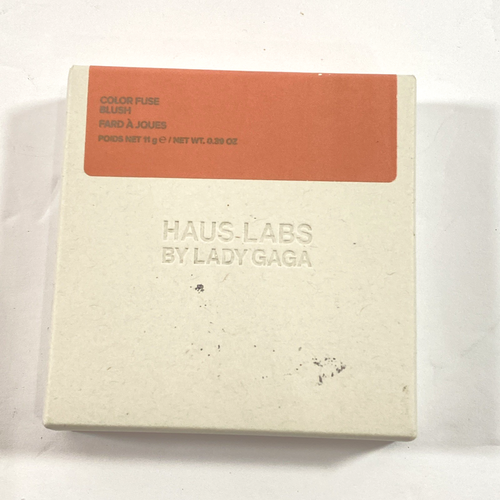 COLOR FUSE
BLUSH
FARD À JOUES
POIDS NET 11 g ℮ / NET WT. 0.39 OZ
HAUS LABS
BY LADY GAGA